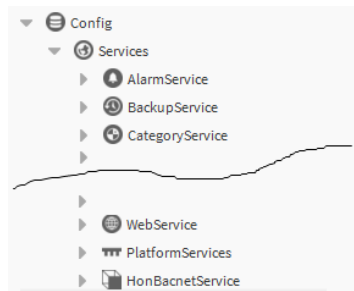 Config
Services
AlarmService
BackupService
CategoryService
WebService
PlatformServices
HonBacnetService